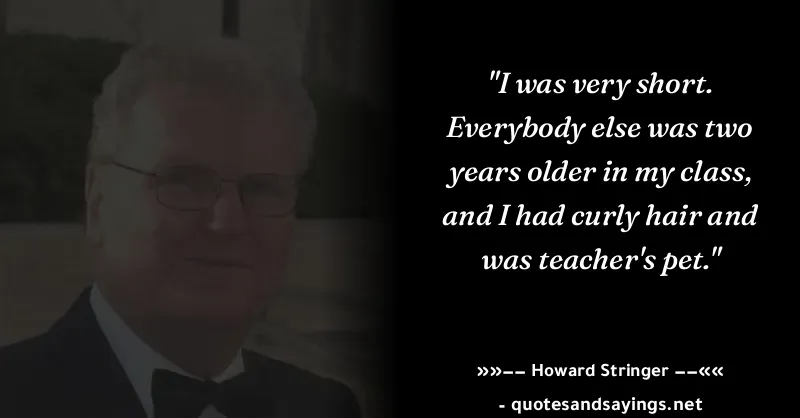 "I was very short.
Everybody else was two
years older in my class,
and I had curly hair and
was teacher's pet."
»»−− Howard Stringer −−««
- quotesandsayings.net